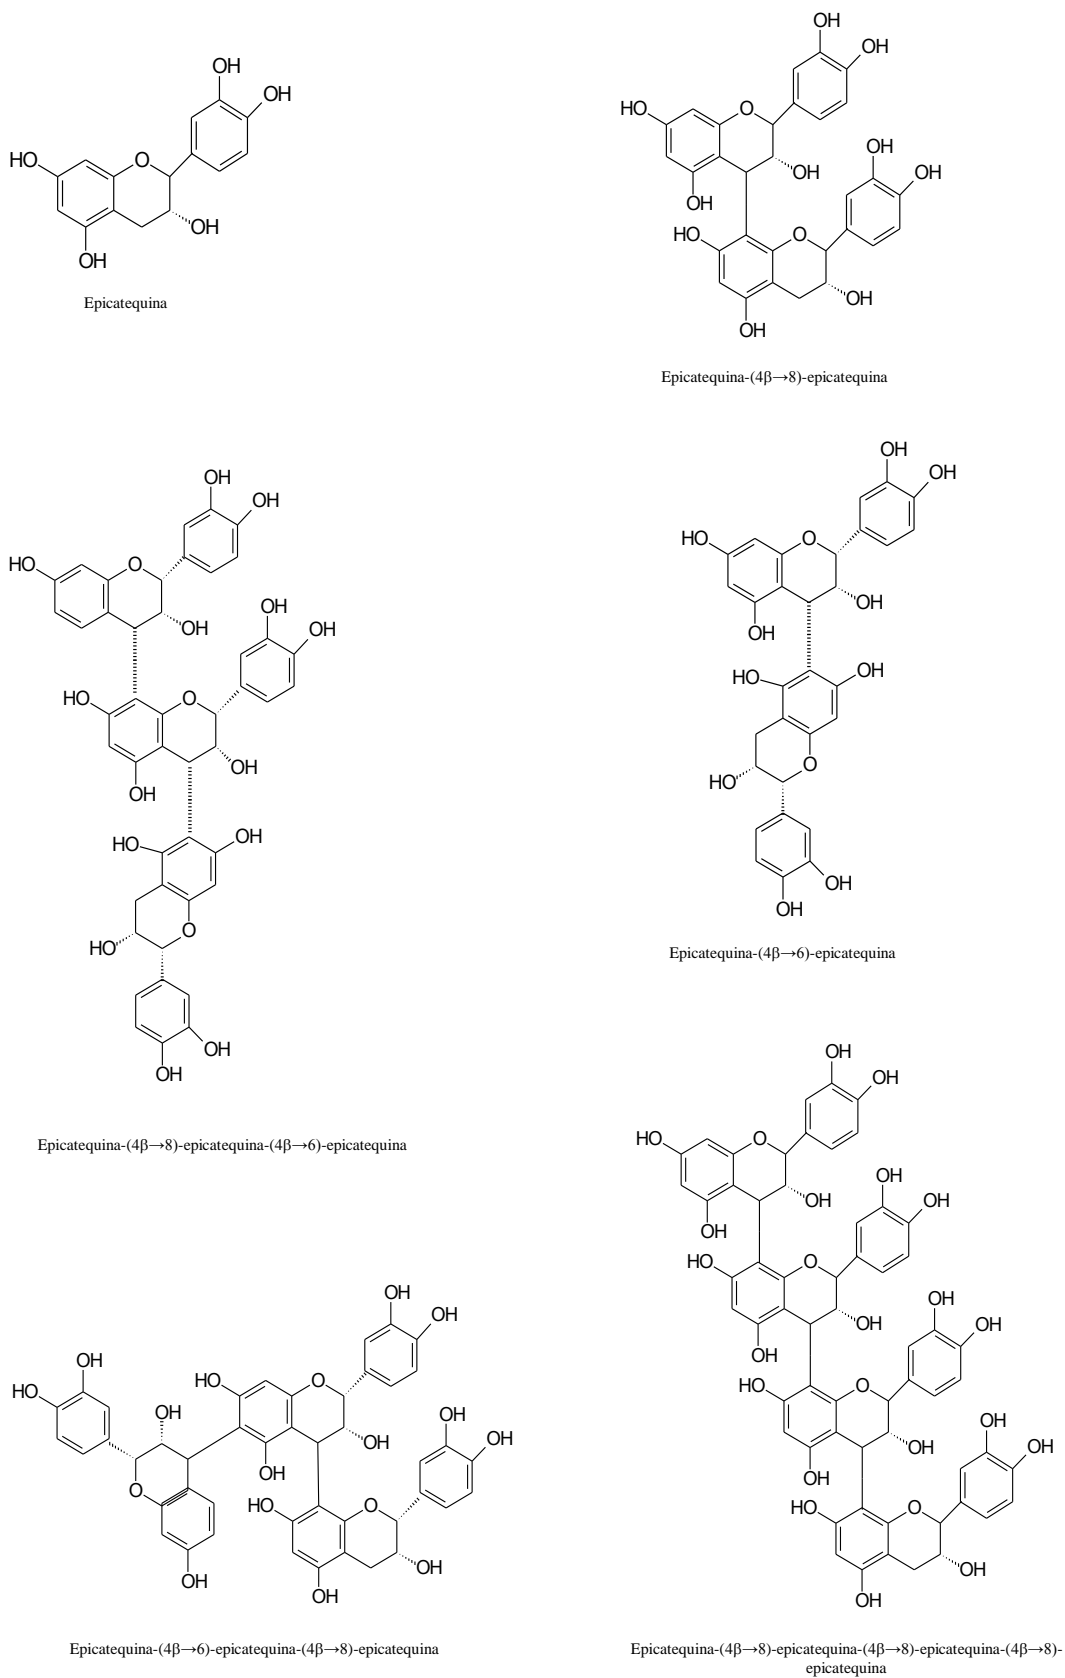 OH
OH
HO
O
OH
OH
Epicatequina
OH
OH
HO
O
OH
OH
OH
OH
HO
O
OH
OH
Epicatequina-(4β→8)-epicatequina
OH
OH
HO
O
OH
OH
OH
HO
O
OH
OH
HO
OH
O
HO
OH
OH
Epicatequina-(4β→8)-epicatequina-(4β→6)-epicatequina
OH
OH
HO
O
OH
OH
HO
OH
O
HO
OH
OH
Epicatequina-(4β→6)-epicatequina
OH
OH
HO
O
OH
OH
HO
OH
OH
OH
OH
O
HO
O
OH
OH
OH
Epicatequina-(4β→6)-epicatequina-(4β→8)-epicatequina
OH
OH
HO
O
OH
OH
OH
OH
HO
O
OH
OH
OH
OH
HO
O
OH
OH
OH
OH
HO
O
OH
OH
Epicatequina-(4β→8)-epicatequina-(4β→8)-epicatequina-(4β→8)-
epicatequina